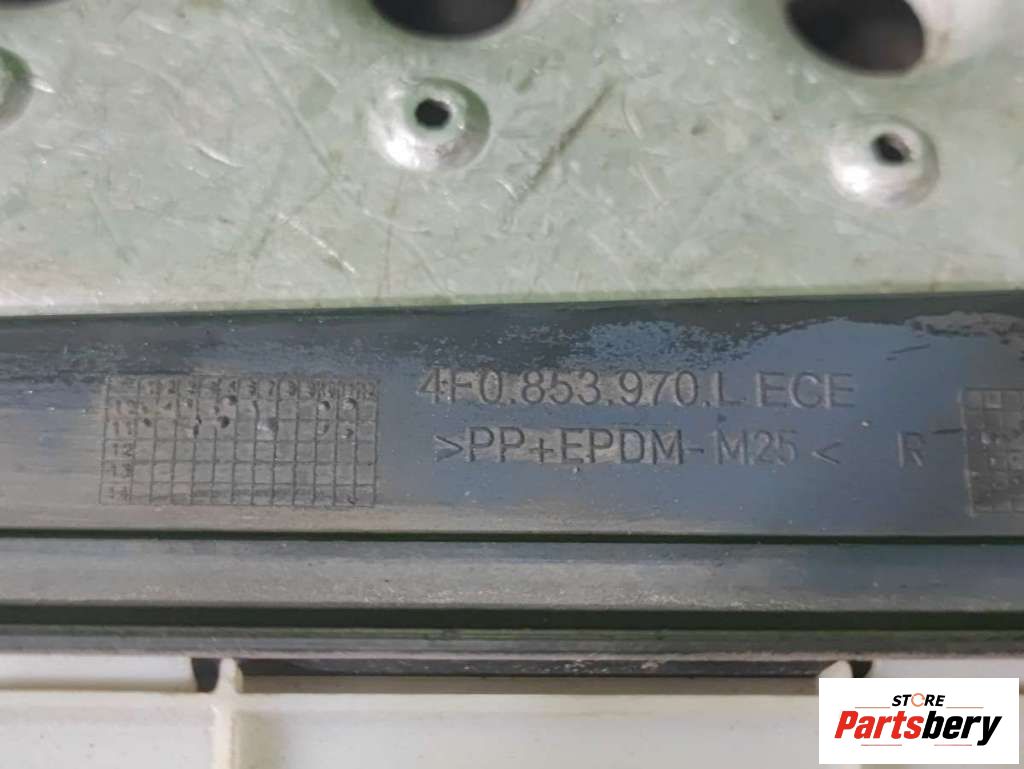 4F0.853.970.L ECE
>PP+EPDM-M25< R
STORE
Partsbery